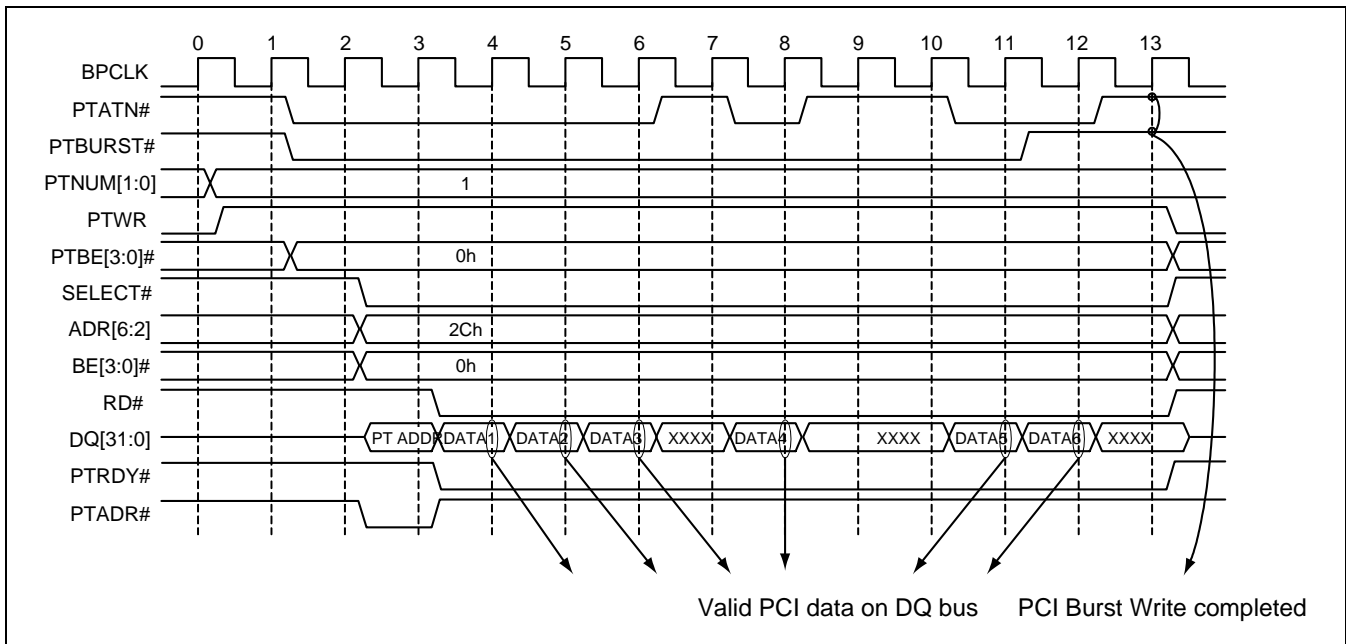 0 1 2 3 4 5 6 7 8 9 10 11 12 13
BPCLK
PTATN#
PTBURST#
PTNUM[1:0] 1
PTWR
PTBE[3:0]# 0h
SELECT#
ADR[6:2] 2Ch
BE[3:0]# 0h
RD#
DQ[31:0] PT ADDR DATA1 DATA2 DATA3 XXXX DATA4 XXXX DATA5 DATA6 XXXX
PTRDY#
PTADR#
Valid PCI data on DQ bus PCI Burst Write completed